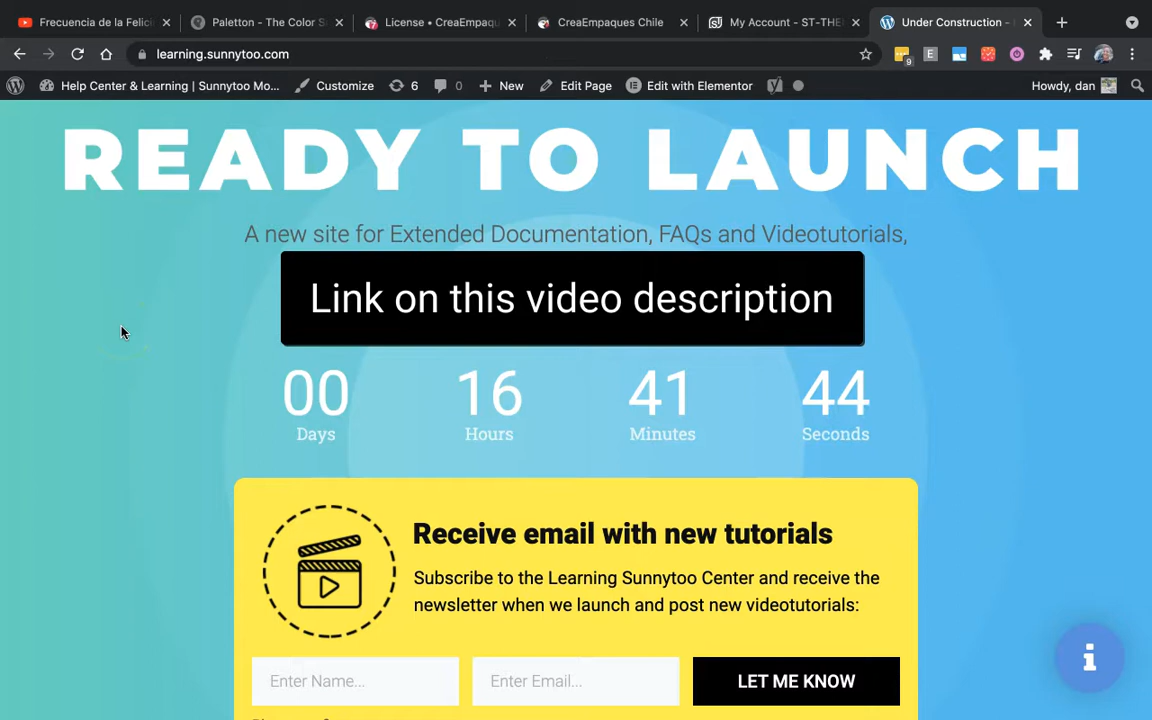 Frecuencia de la Felici
Paletton - The Color S
License • CreaEmpaqu
CreaEmpaques Chile
My Account - ST-THE
Under Construction -
learning.sunnytoo.com
9
E
Help Center & Learning | Sunnytoo Mo...
Customize
6
0
New
Edit Page
Edit with Elementor
Howdy, dan
READY TO LAUNCH
A new site for Extended Documentation, FAQs and Videotutorials,
Link on this video description
00 16 41 44
Days Hours Minutes Seconds
Receive email with new tutorials
Subscribe to the Learning Sunnytoo Center and receive the
newsletter when we launch and post new videotutorials:
Enter Name...
Enter Email...
LET ME KNOW